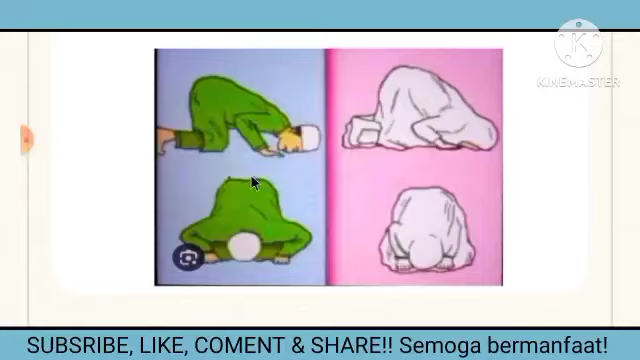 K
KINEMASTER
SUBSRIBE, LIKE, COMENT & SHARE!! Semoga bermanfaat!